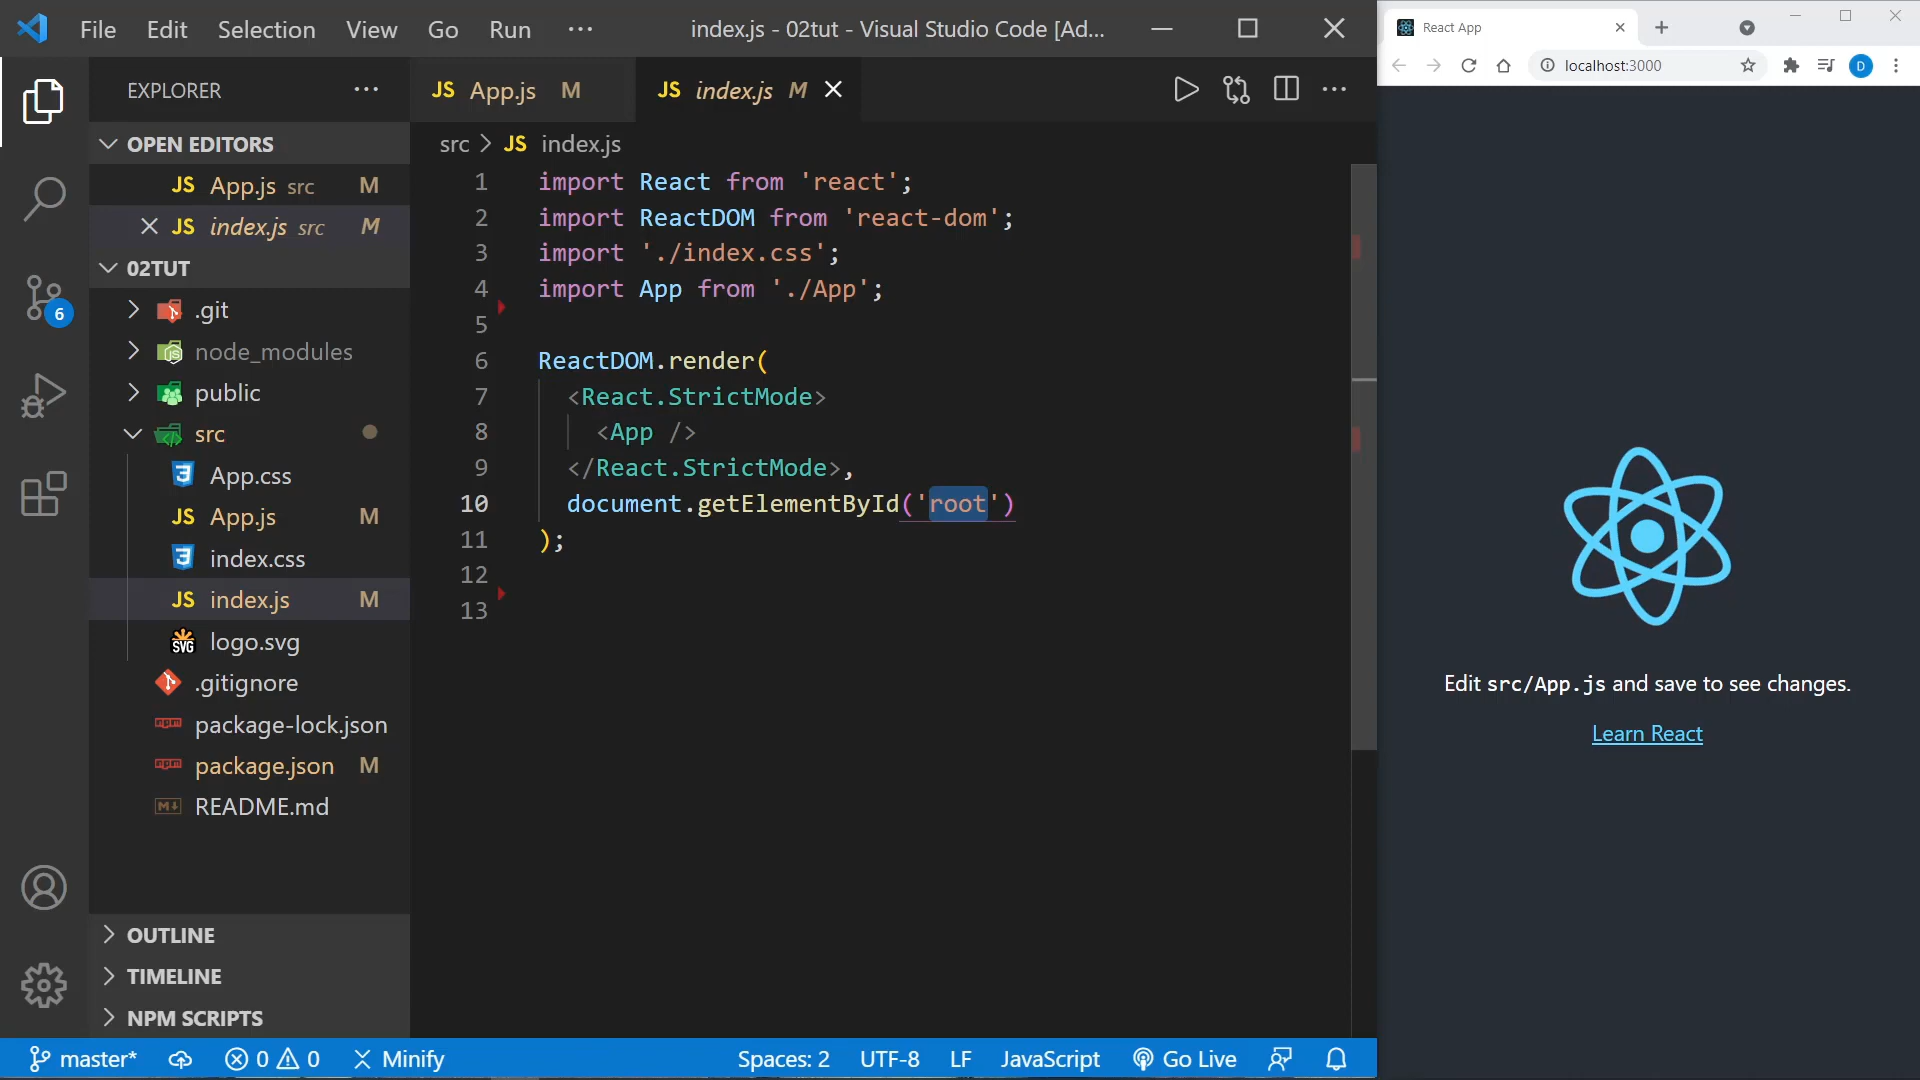 File Edit Selection View Go Run ··· index.js - 02tut - Visual Studio Code [Ad...
EXPLORER ···
OPEN EDITORS
JS App.js src M
JS index.js src M
02TUT
.git
node_modules
public
src
App.css
JS App.js M
index.css
JS index.js M
SVG logo.svg
.gitignore
package-lock.json
package.json M
README.md
OUTLINE
TIMELINE
NPM SCRIPTS
6
JS App.js M JS index.js M
src > JS index.js
1 import React from 'react';
2 import ReactDOM from 'react-dom';
3 import './index.css';
4 import App from './App';
5
6 ReactDOM.render(
7 <React.StrictMode>
8 <App />
9 </React.StrictMode>,
10 document.getElementById('root')
11 );
12
13
master* 0 0 Minify Spaces: 2 UTF-8 LF JavaScript Go Live
React App
localhost:3000 D
Edit src/App.js and save to see changes.
Learn React